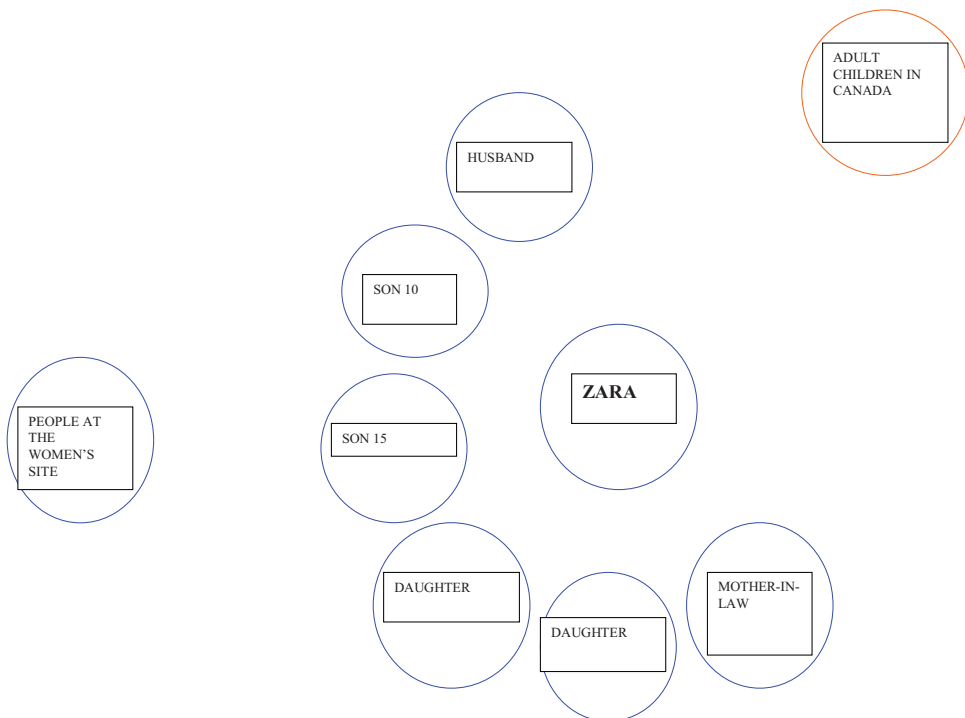 ADULT
CHILDREN IN
CANADA
HUSBAND
SON 10
ZARA
PEOPLE AT
THE
WOMEN'S
SITE
SON 15
DAUGHTER
DAUGHTER
MOTHER-IN-
LAW